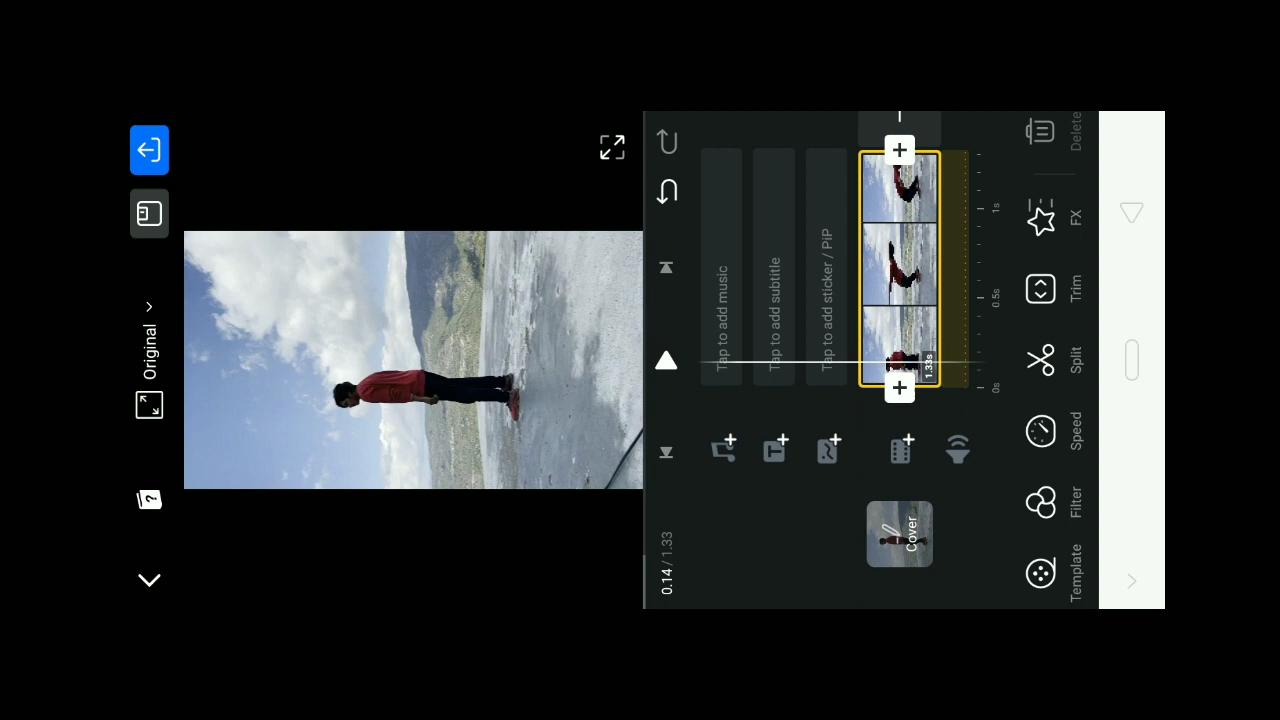 Original
?
0.14 / 1.33
Tap to add music
Tap to add subtitle
Tap to add sticker / PiP
Cover
1.33s
0s
0.5s
1s
Template
Filter
Speed
Split
Trim
FX
Delete